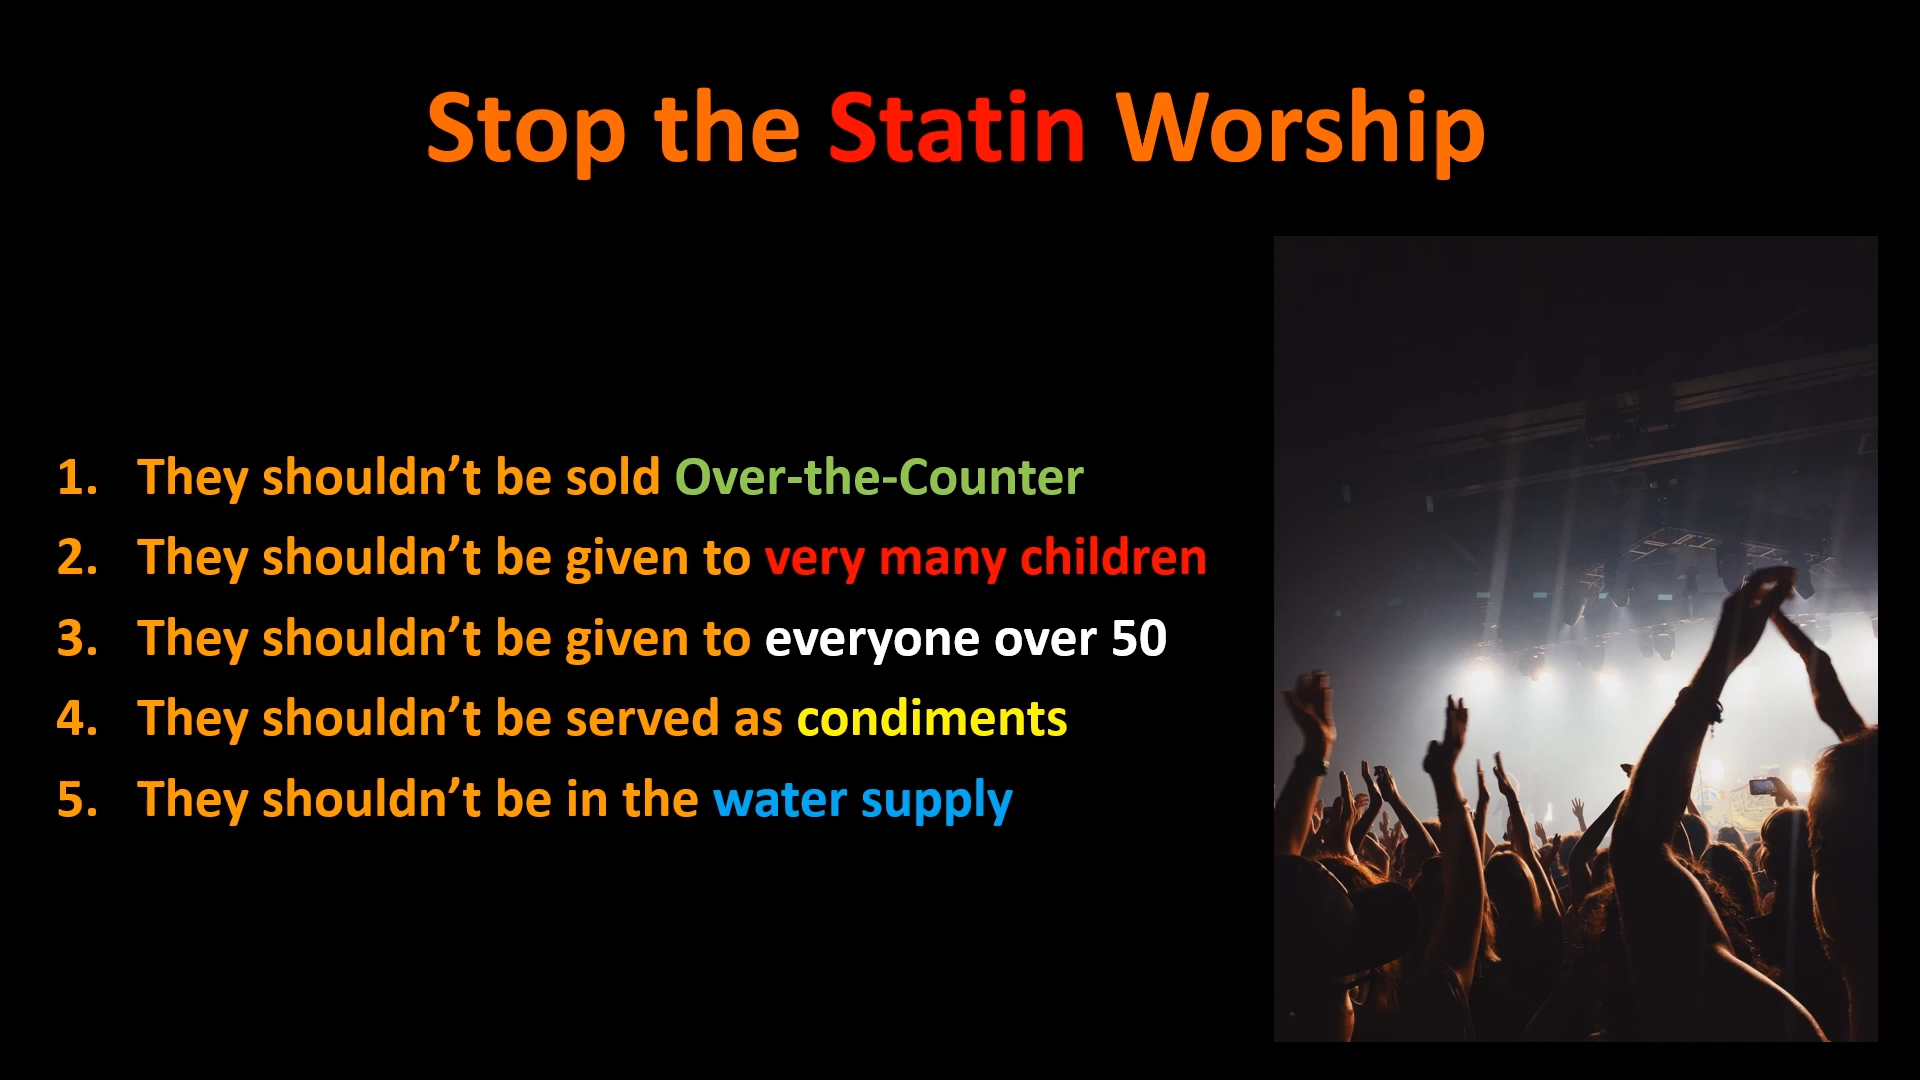 Stop the Statin Worship
1. They shouldn’t be sold Over-the-Counter
2. They shouldn’t be given to very many children
3. They shouldn’t be given to everyone over 50
4. They shouldn’t be served as condiments
5. They shouldn’t be in the water supply